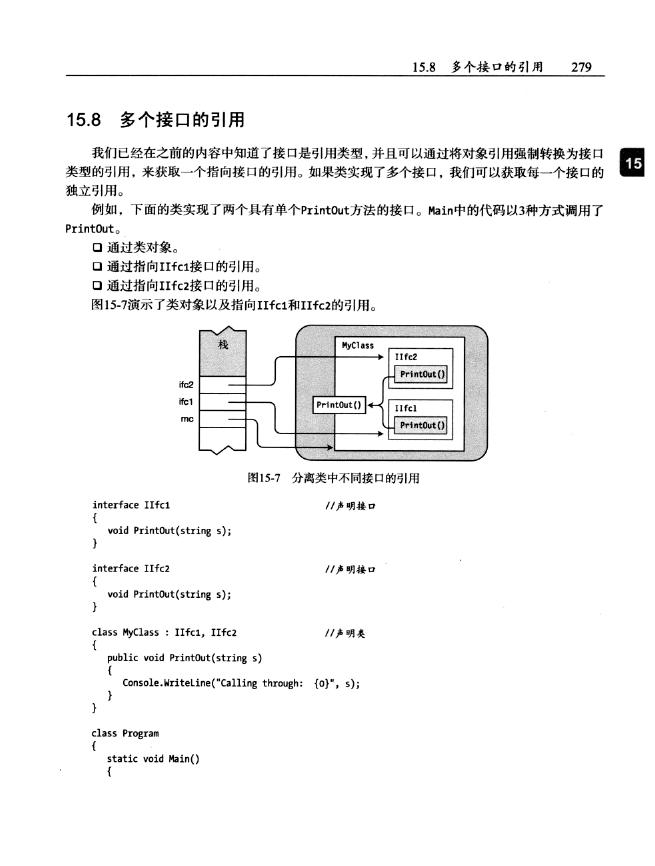 15.8 多个接口的引用 279
15.8 多个接口的引用
我们已经在之前的内容中知道了接口是引用类型，并且可以通过将对象引用强制转换为接口
15
类型的引用，来获取一个指向接口的引用。如果类实现了多个接口，我们可以获取每一个接口的
独立引用。
例如，下面的类实现了两个具有单个PrintOut方法的接口。Main中的代码以3种方式调用了
PrintOut。
❑ 通过类对象。
❑ 通过指向IIfc1接口的引用。
❑ 通过指向IIfc2接口的引用。
图15-7演示了类对象以及指向IIfc1和IIfc2的引用。
栈
ifc2
ifc1
mc
MyClass
IIfc2
PrintOut()
PrintOut()
IIfc1
PrintOut()
图15-7 分离类中不同接口的引用
interface IIfc1 //声明接口
{
void PrintOut(string s);
}
interface IIfc2 //声明接口
{
void PrintOut(string s);
}
class MyClass : IIfc1, IIfc2 //声明类
{
public void PrintOut(string s)
{
Console.WriteLine("Calling through: {0}", s);
}
}
class Program
{
static void Main()
{